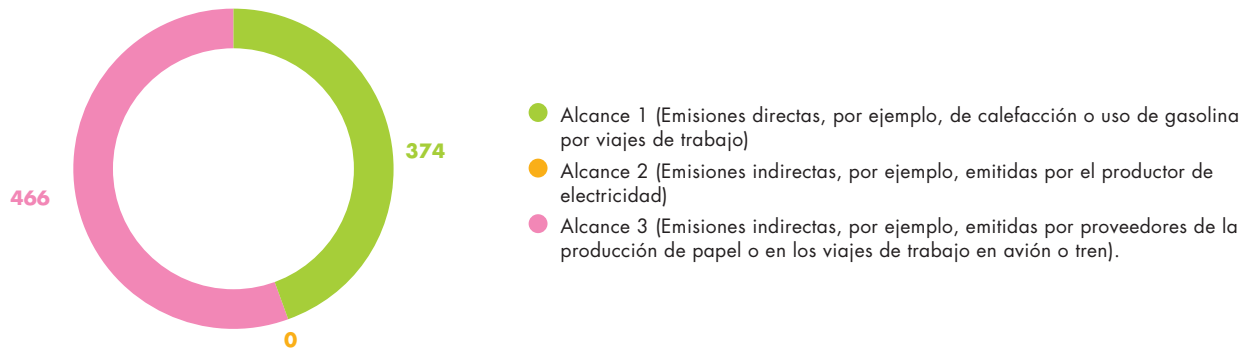 374
466
0
Alcance 1 (Emisiones directas, por ejemplo, de calefacción o uso de gasolina
por viajes de trabajo)
Alcance 2 (Emisiones indirectas, por ejemplo, emitidas por el productor de
electricidad)
Alcance 3 (Emisiones indirectas, por ejemplo, emitidas por proveedores de la
producción de papel o en los viajes de trabajo en avión o tren).